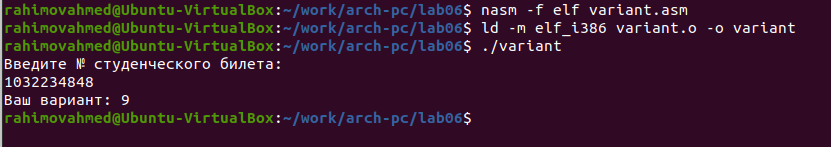 rahimovahmed@Ubuntu-VirtualBox:~/work/arch-pc/lab06$ nasm -f elf variant.asm
rahimovahmed@Ubuntu-VirtualBox:~/work/arch-pc/lab06$ ld -m elf_i386 variant.o -o variant
rahimovahmed@Ubuntu-VirtualBox:~/work/arch-pc/lab06$ ./variant
Введите № студенческого билета:
1032234848
Ваш вариант: 9
rahimovahmed@Ubuntu-VirtualBox:~/work/arch-pc/lab06$